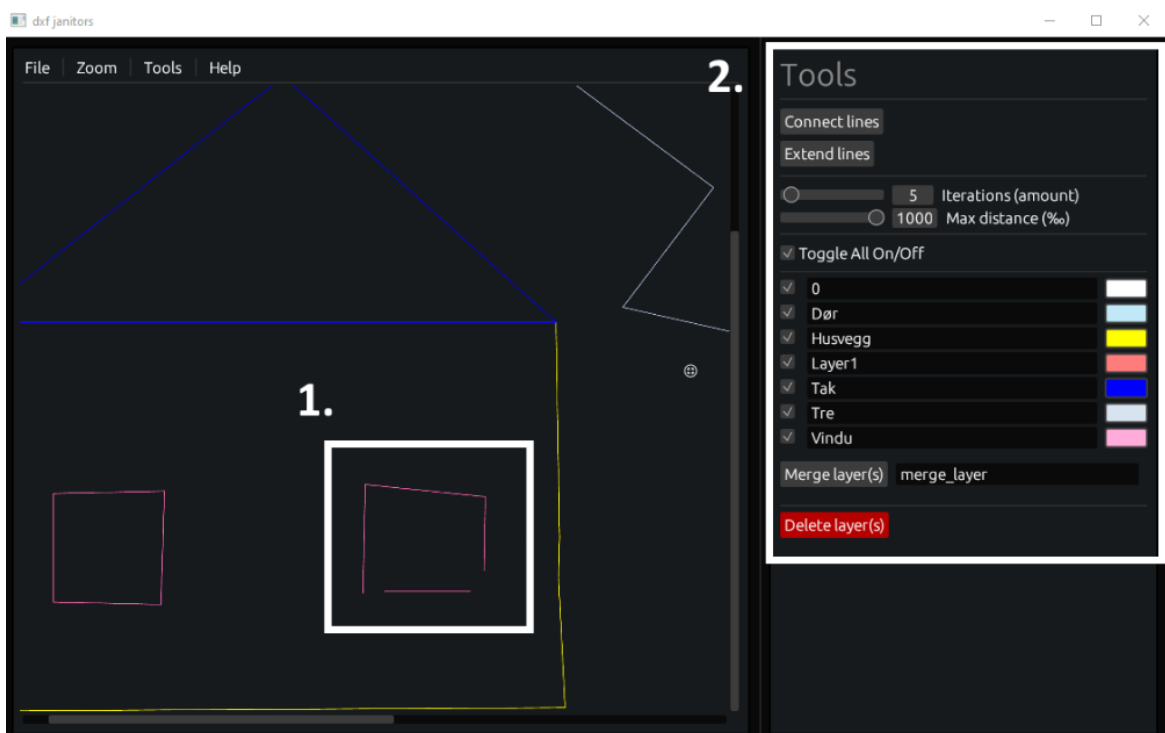 dxf janitors
File Zoom Tools Help
2.
1.
Tools
Connect lines
Extend lines
5 Iterations (amount)
1000 Max distance (‰)
Toggle All On/Off
0
Dør
Husvegg
Layer1
Tak
Tre
Vindu
Merge layer(s) merge_layer
Delete layer(s)